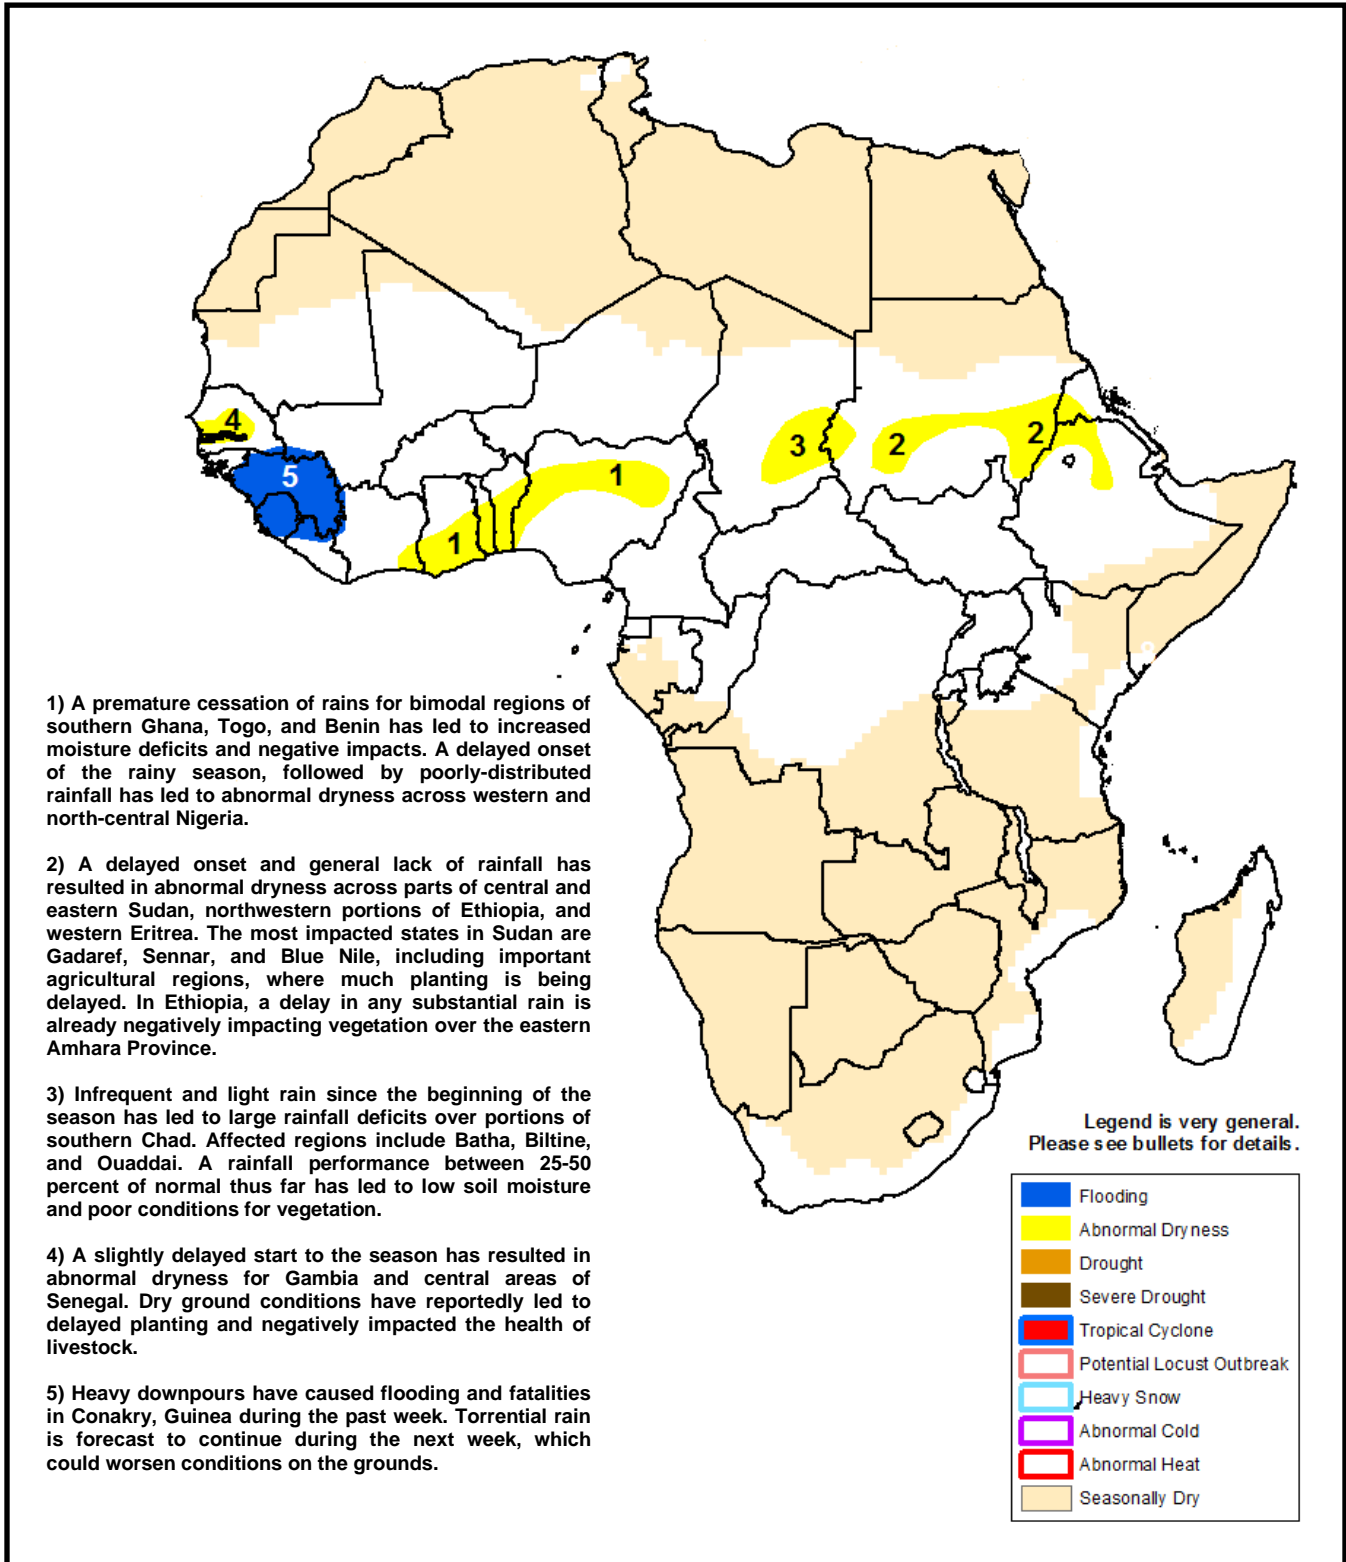 4
5
1
1
3
2
2
1) A premature cessation of rains for bimodal regions of
southern Ghana, Togo, and Benin has led to increased
moisture deficits and negative impacts. A delayed onset
of the rainy season, followed by poorly-distributed
rainfall has led to abnormal dryness across western and
north-central Nigeria.
2) A delayed onset and general lack of rainfall has
resulted in abnormal dryness across parts of central and
eastern Sudan, northwestern portions of Ethiopia, and
western Eritrea. The most impacted states in Sudan are
Gadaref, Sennar, and Blue Nile, including important
agricultural regions, where much planting is being
delayed. In Ethiopia, a delay in any substantial rain is
already negatively impacting vegetation over the eastern
Amhara Province.
3) Infrequent and light rain since the beginning of the
season has led to large rainfall deficits over portions of
southern Chad. Affected regions include Batha, Biltine,
and Ouaddai. A rainfall performance between 25-50
percent of normal thus far has led to low soil moisture
and poor conditions for vegetation.
4) A slightly delayed start to the season has resulted in
abnormal dryness for Gambia and central areas of
Senegal. Dry ground conditions have reportedly led to
delayed planting and negatively impacted the health of
livestock.
5) Heavy downpours have caused flooding and fatalities
in Conakry, Guinea during the past week. Torrential rain
is forecast to continue during the next week, which
could worsen conditions on the grounds.
Legend is very general.
Please see bullets for details.
Flooding
Abnormal Dryness
Drought
Severe Drought
Tropical Cyclone
Potential Locust Outbreak
Heavy Snow
Abnormal Cold
Abnormal Heat
Seasonally Dry